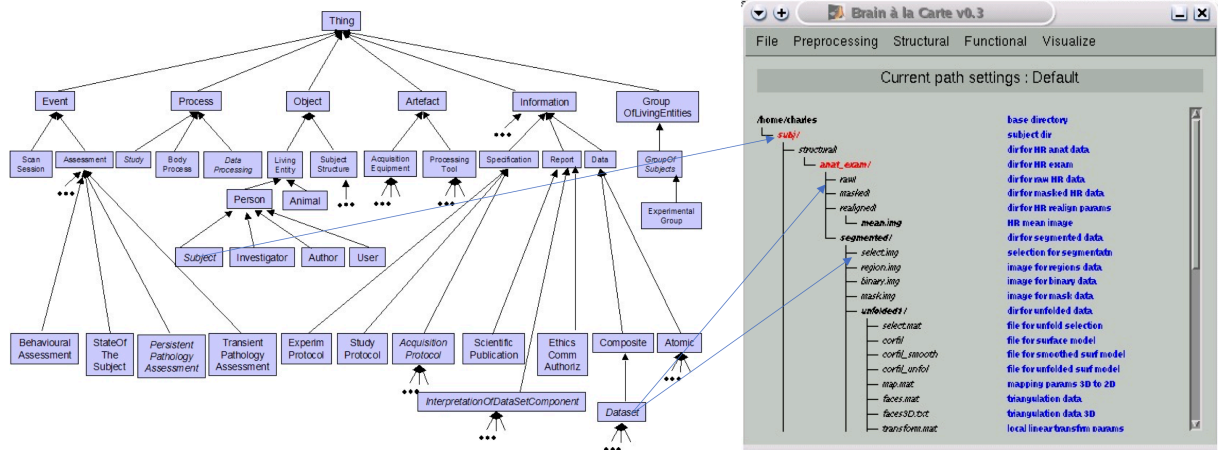 Thing
Event
Process
Object
Artefact
Information
Group
OfLivingEntities
Scan
Session
Assessment
Study
Body
Process
Data
Processing
Living
Entity
Subject
Structure
Acquisition
Equipment
Processing
Tool
Specification
Report
Data
GroupOf
Subjects
Person
Animal
Experimental
Group
Subject
Investigator
Author
User
Behavioural
Assessment
StateOf
The
Subject
Persistent
Pathology
Assessment
Transient
Pathology
Assessment
Experim
Protocol
Study
Protocol
Acquisition
Protocol
Scientific
Publication
Ethics
Comm
Authoriz
Composite
Atomic
InterpretationOfDataSetComponent
Dataset
Brain à la Carte v0.3
File Preprocessing Structural Functional Visualize
Current path settings : Default
/home/charles base directory
subj/ subject dir
structural/ dir for HR anat data
anat_exam/ dir for HR exam
raw/ dir for raw HR data
masked/ dir for masked HR data
realigned/ dir for HR realign params
mean.img HR mean image
segmented/ dir for segmented data
select.img selection for segmentatn
region.img image for regions data
binary.img image for binary data
mask.img image for mask data
unfolded1/ dir for unfolded data
select.mat file for unfold selection
corfil file for surface model
corfil_smooth file for smoothed surf model
corfil_unfol file for unfolded surf model
map.mat mapping params 3D to 2D
faces.mat triangulation data
faces3D.txt triangulation data 3D
transform.mat local linear transfrm params